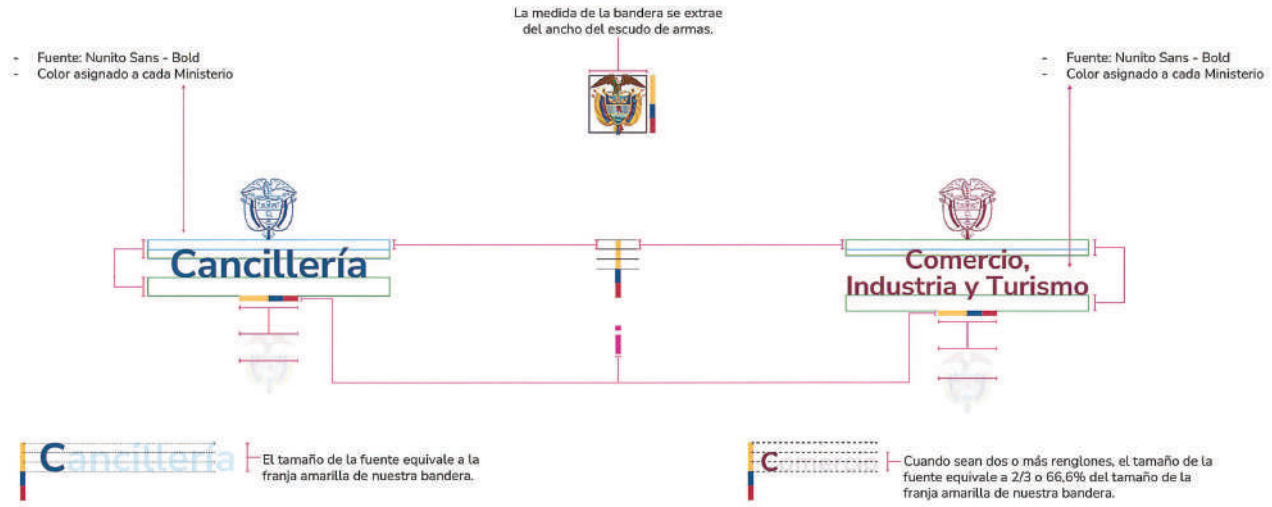 La medida de la bandera se extrae
del ancho del escudo de armas.
- Fuente: Nunito Sans - Bold
- Color asignado a cada Ministerio
- Fuente: Nunito Sans - Bold
- Color asignado a cada Ministerio
Cancillería
Comercio,
Industria y Turismo
i
Cancillería
El tamaño de la fuente equivale a la
franja amarilla de nuestra bandera.
Comercio
Cuando sean dos o más renglones, el tamaño de la
fuente equivale a 2/3 o 66,6% del tamaño de la
franja amarilla de nuestra bandera.